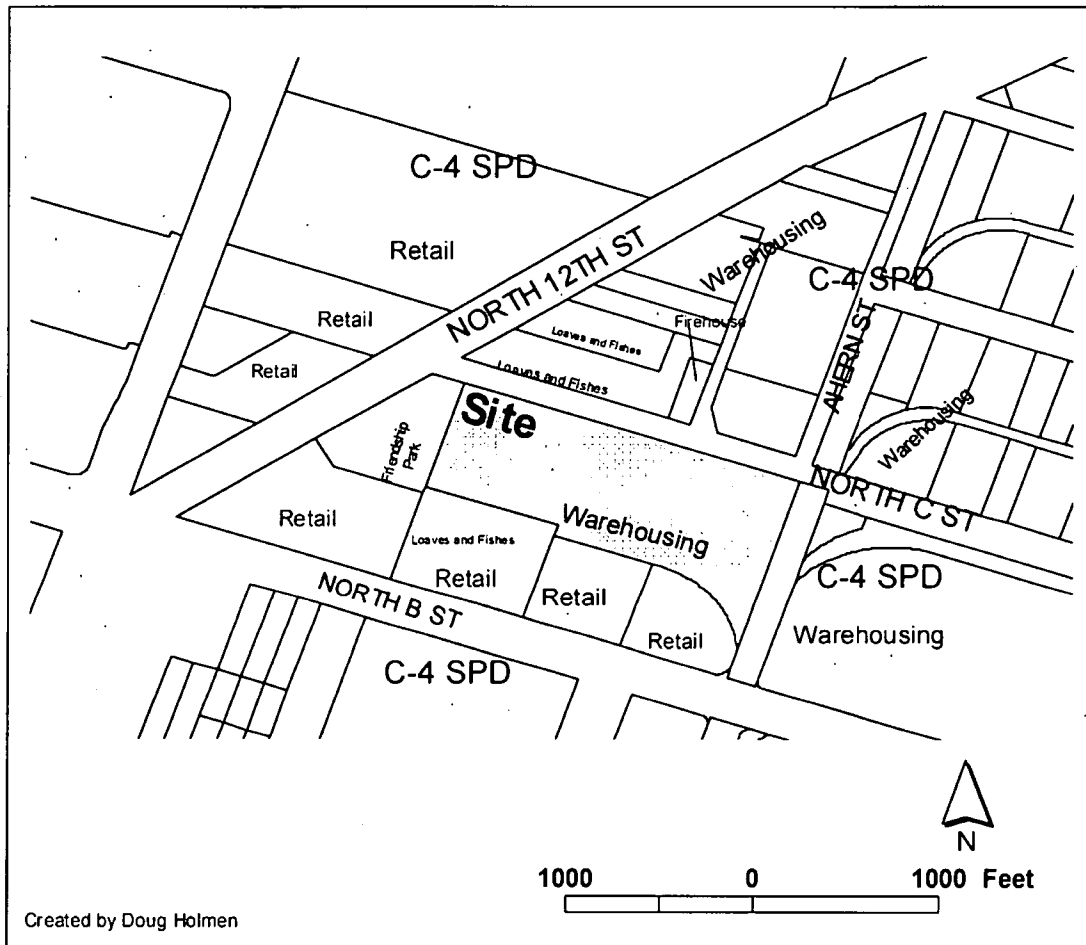 C-4 SPD
Retail
NORTH 12TH ST
Warehousing
C-4 SPD
Retail
Firehouse
Loaves and Fishes
Retail
Loaves and Fishes
AHERN ST
Site
Warehousing
Friendship
Park
NORTH C ST
Retail
Warehousing
Loaves and Fishes
Retail
C-4 SPD
NORTH B ST
Retail
Retail
Warehousing
C-4 SPD
N
1000 0 1000 Feet
Created by Doug Holmen